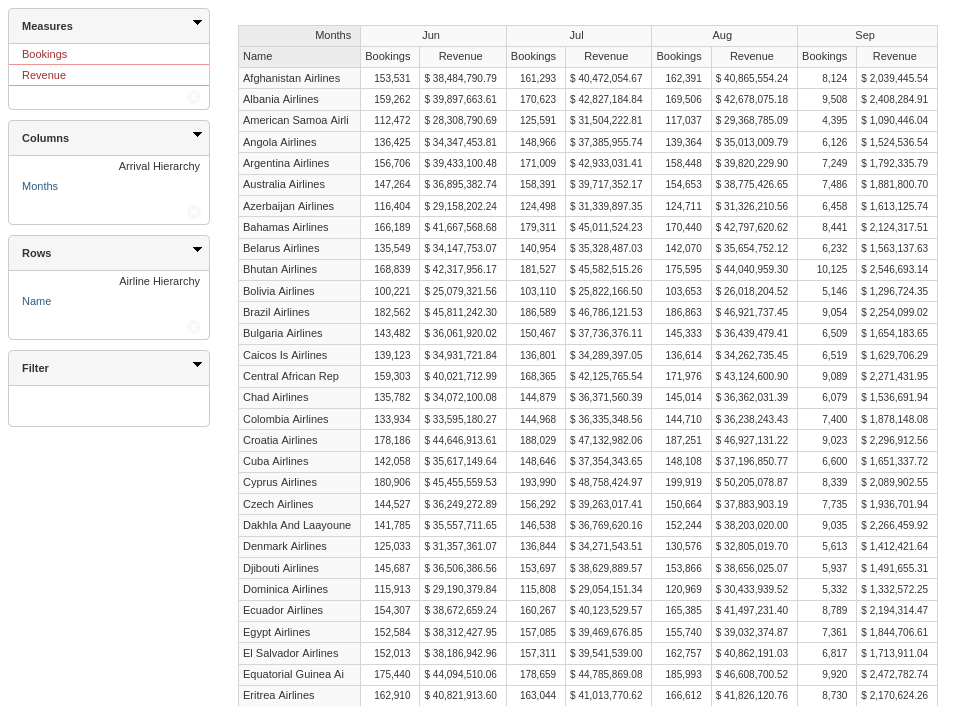 Measures
Bookings
Revenue
Columns
Arrival Hierarchy
Months
Rows
Airline Hierarchy
Name
Filter
Months Jun Jul Aug Sep
Name Bookings Revenue Bookings Revenue Bookings Revenue Bookings Revenue
Afghanistan Airlines 153,531 $ 38,484,790.79 161,293 $ 40,472,054.67 162,391 $ 40,865,554.24 8,124 $ 2,039,445.54
Albania Airlines 159,262 $ 39,897,663.61 170,623 $ 42,827,184.84 169,506 $ 42,678,075.18 9,508 $ 2,408,284.91
American Samoa Airli 112,472 $ 28,308,790.69 125,591 $ 31,504,222.81 117,037 $ 29,368,785.09 4,395 $ 1,090,446.04
Angola Airlines 136,425 $ 34,347,453.81 148,966 $ 37,385,955.74 139,364 $ 35,013,009.79 6,126 $ 1,524,536.54
Argentina Airlines 156,706 $ 39,433,100.48 171,009 $ 42,933,031.41 158,448 $ 39,820,229.90 7,249 $ 1,792,335.79
Australia Airlines 147,264 $ 36,895,382.74 158,391 $ 39,717,352.17 154,653 $ 38,775,426.65 7,486 $ 1,881,800.70
Azerbaijan Airlines 116,404 $ 29,158,202.24 124,498 $ 31,339,897.35 124,711 $ 31,326,210.56 6,458 $ 1,613,125.74
Bahamas Airlines 166,189 $ 41,667,568.68 179,311 $ 45,011,524.23 170,440 $ 42,797,620.62 8,441 $ 2,124,317.51
Belarus Airlines 135,549 $ 34,147,753.07 140,954 $ 35,328,487.03 142,070 $ 35,654,752.12 6,232 $ 1,563,137.63
Bhutan Airlines 168,839 $ 42,317,956.17 181,527 $ 45,582,515.26 175,595 $ 44,040,959.30 10,125 $ 2,546,693.14
Bolivia Airlines 100,221 $ 25,079,321.56 103,110 $ 25,822,166.50 103,653 $ 26,018,204.52 5,146 $ 1,296,724.35
Brazil Airlines 182,562 $ 45,811,242.30 186,589 $ 46,786,121.53 186,863 $ 46,921,737.45 9,054 $ 2,254,099.02
Bulgaria Airlines 143,482 $ 36,061,920.02 150,467 $ 37,736,376.11 145,333 $ 36,439,479.41 6,509 $ 1,654,183.65
Caicos Is Airlines 139,123 $ 34,931,721.84 136,801 $ 34,289,397.05 136,614 $ 34,262,735.45 6,519 $ 1,629,706.29
Central African Rep 159,303 $ 40,021,712.99 168,365 $ 42,125,765.54 171,976 $ 43,124,600.90 9,089 $ 2,271,431.95
Chad Airlines 135,782 $ 34,072,100.08 144,879 $ 36,371,560.39 145,014 $ 36,362,031.39 6,079 $ 1,536,691.94
Colombia Airlines 133,934 $ 33,595,180.27 144,968 $ 36,335,348.56 144,710 $ 36,238,243.43 7,400 $ 1,878,148.08
Croatia Airlines 178,186 $ 44,646,913.61 188,029 $ 47,132,982.06 187,251 $ 46,927,131.22 9,023 $ 2,296,912.56
Cuba Airlines 142,058 $ 35,617,149.64 148,646 $ 37,354,343.65 148,108 $ 37,196,850.77 6,600 $ 1,651,337.72
Cyprus Airlines 180,906 $ 45,455,559.53 193,990 $ 48,758,424.97 199,919 $ 50,205,078.87 8,339 $ 2,089,902.55
Czech Airlines 144,527 $ 36,249,272.89 156,292 $ 39,263,017.41 150,664 $ 37,883,903.19 7,735 $ 1,936,701.94
Dakhla And Laayoune 141,785 $ 35,557,711.65 146,538 $ 36,769,620.16 152,244 $ 38,203,020.00 9,035 $ 2,266,459.92
Denmark Airlines 125,033 $ 31,357,361.07 136,844 $ 34,271,543.51 130,576 $ 32,805,019.70 5,613 $ 1,412,421.64
Djibouti Airlines 145,687 $ 36,506,386.56 153,697 $ 38,629,889.57 153,866 $ 38,656,025.07 5,937 $ 1,491,655.31
Dominica Airlines 115,913 $ 29,190,379.84 115,808 $ 29,054,151.34 120,969 $ 30,433,939.52 5,332 $ 1,332,572.25
Ecuador Airlines 154,307 $ 38,672,659.24 160,267 $ 40,123,529.57 165,385 $ 41,497,231.40 8,789 $ 2,194,314.47
Egypt Airlines 152,584 $ 38,312,427.95 157,085 $ 39,469,676.85 155,740 $ 39,032,374.87 7,361 $ 1,844,706.61
El Salvador Airlines 152,013 $ 38,186,942.96 157,311 $ 39,541,539.00 162,757 $ 40,862,191.03 6,817 $ 1,713,911.04
Equatorial Guinea Ai 175,440 $ 44,094,510.06 178,659 $ 44,785,869.08 185,993 $ 46,608,700.52 9,920 $ 2,472,782.74
Eritrea Airlines 162,910 $ 40,821,913.60 163,044 $ 41,013,770.62 166,612 $ 41,826,120.76 8,730 $ 2,170,624.26